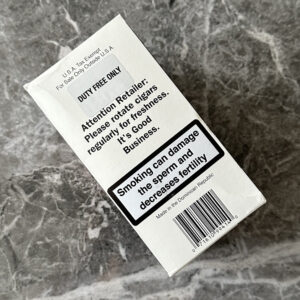 U.S.A. Tax Exempt
For Sale Only Outside U.S.A.
DUTY FREE ONLY
Attention Retailer:
Please rotate cigars
regularly for freshness.
It's Good
Business.
Smoking can damage
the sperm and
decreases fertility
Made in the Dominican Republic